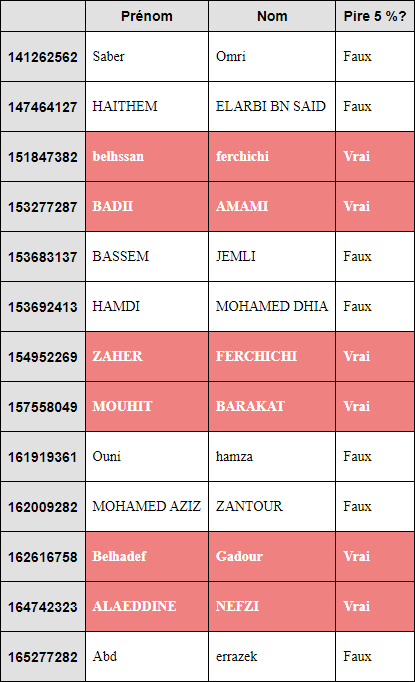 Prénom Nom Pire 5 %?
141262562 Saber Omri Faux
147464127 HAITHEM ELARBI BN SAID Faux
151847382 belhssan ferchichi Vrai
153277287 BADII AMAMI Vrai
153683137 BASSEM JEMLI Faux
153692413 HAMDI MOHAMED DHIA Faux
154952269 ZAHER FERCHICHI Vrai
157558049 MOUHIT BARAKAT Vrai
161919361 Ouni hamza Faux
162009282 MOHAMED AZIZ ZANTOUR Faux
162616758 Belhadef Gadour Vrai
164742323 ALAEDDINE NEFZI Vrai
165277282 Abd errazek Faux